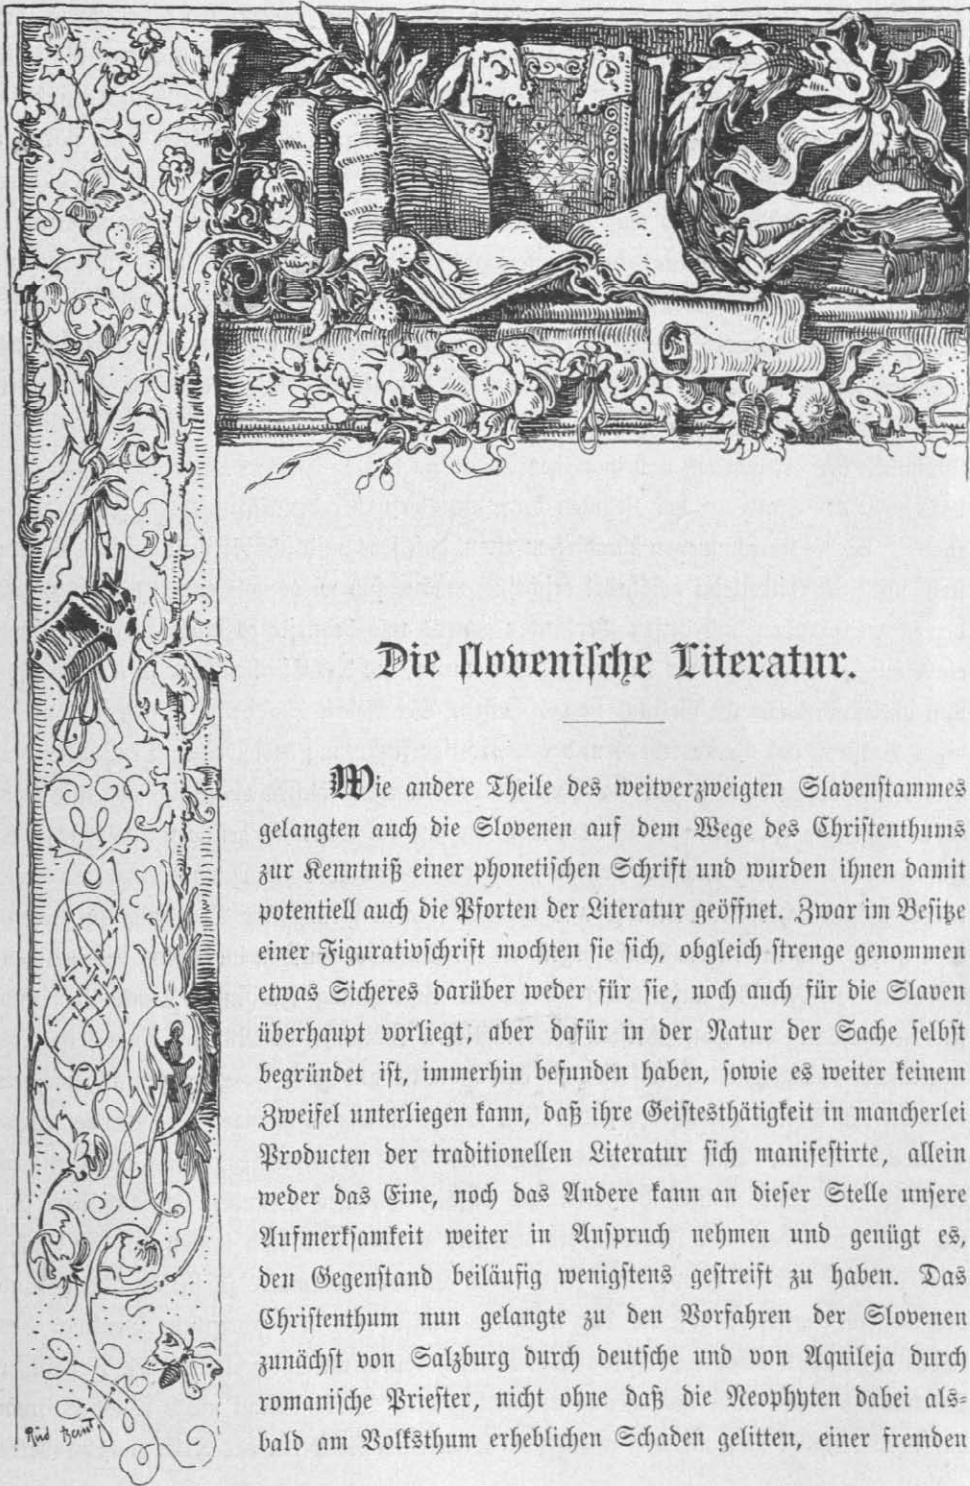 Die slovenische Literatur.
Wie andere Theile des weitverzweigten Slavenstammes
gelangten auch die Slovenen auf dem Wege des Christenthums
zur Kenntniß einer phonetischen Schrift und wurden ihnen damit
potentiell auch die Pforten der Literatur geöffnet. Zwar im Besitze
einer Figurativschrift mochten sie sich, obgleich strenge genommen
etwas Sicheres darüber weder für sie, noch auch für die Slaven
überhaupt vorliegt, aber dafür in der Natur der Sache selbst
begründet ist, immerhin befunden haben, sowie es weiter keinem
Zweifel unterliegen kann, daß ihre Geistesthätigkeit in mancherlei
Producten der traditionellen Literatur sich manifestirte, allein
weder das Eine, noch das Andere kann an dieser Stelle unsere
Aufmerksamkeit weiter in Anspruch nehmen und genügt es,
den Gegenstand beiläufig wenigstens gestreift zu haben. Das
Christenthum nun gelangte zu den Vorfahren der Slovenen
zunächst von Salzburg durch deutsche und von Aquileja durch
romanische Priester, nicht ohne daß die Neophyten dabei als-
bald am Volksthum erheblichen Schaden gelitten, einer fremden
Rud Bernt